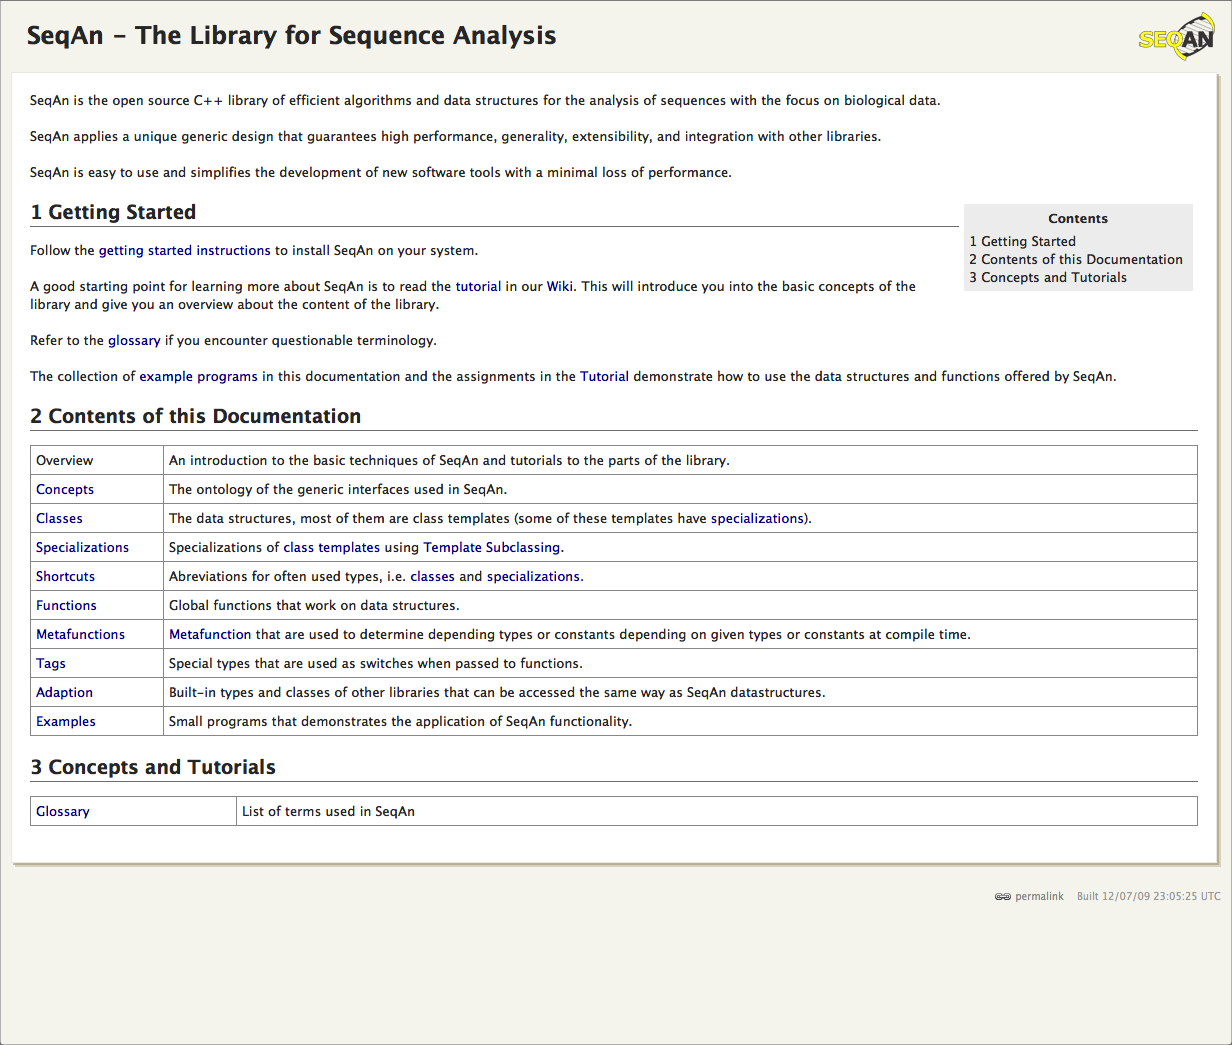 SeqAn – The Library for Sequence Analysis
SEQAN
SeqAn is the open source C++ library of efficient algorithms and data structures for the analysis of sequences with the focus on biological data.
SeqAn applies a unique generic design that guarantees high performance, generality, extensibility, and integration with other libraries.
SeqAn is easy to use and simplifies the development of new software tools with a minimal loss of performance.
1 Getting Started
Contents
1 Getting Started
2 Contents of this Documentation
3 Concepts and Tutorials
Follow the getting started instructions to install SeqAn on your system.
A good starting point for learning more about SeqAn is to read the tutorial in our Wiki. This will introduce you into the basic concepts of the
library and give you an overview about the content of the library.
Refer to the glossary if you encounter questionable terminology.
The collection of example programs in this documentation and the assignments in the Tutorial demonstrate how to use the data structures and functions offered by SeqAn.
2 Contents of this Documentation
Overview An introduction to the basic techniques of SeqAn and tutorials to the parts of the library.
Concepts The ontology of the generic interfaces used in SeqAn.
Classes The data structures, most of them are class templates (some of these templates have specializations).
Specializations Specializations of class templates using Template Subclassing.
Shortcuts Abreviations for often used types, i.e. classes and specializations.
Functions Global functions that work on data structures.
Metafunctions Metafunction that are used to determine depending types or constants depending on given types or constants at compile time.
Tags Special types that are used as switches when passed to functions.
Adaption Built-in types and classes of other libraries that can be accessed the same way as SeqAn datastructures.
Examples Small programs that demonstrates the application of SeqAn functionality.
3 Concepts and Tutorials
Glossary List of terms used in SeqAn
permalink Built 12/07/09 23:05:25 UTC